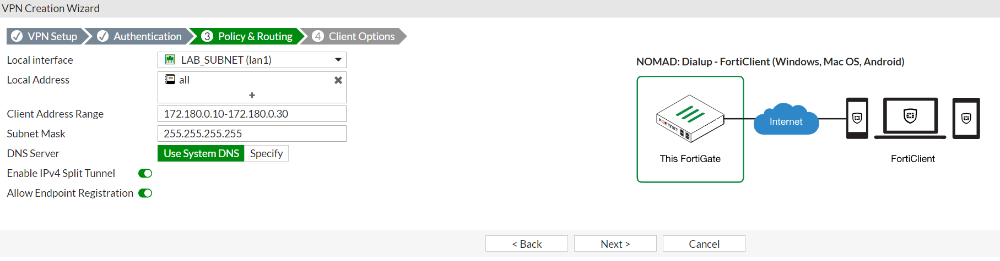 VPN Creation Wizard
VPN Setup
Authentication
3 Policy & Routing
4 Client Options
Local interface
LAB_SUBNET (lan1)
Local Address
all
+
Client Address Range
172.180.0.10-172.180.0.30
Subnet Mask
255.255.255.255
DNS Server
Use System DNS
Specify
Enable IPv4 Split Tunnel
Allow Endpoint Registration
NOMAD: Dialup - FortiClient (Windows, Mac OS, Android)
FORTINET
Internet
This FortiGate
FortiClient
< Back
Next >
Cancel